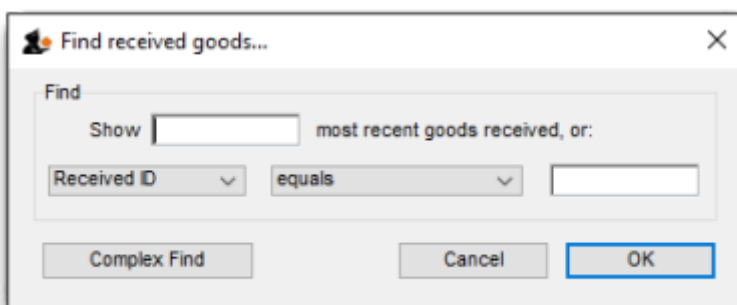 Find received goods...
Find
Show most recent goods received, or:
Received ID equals
Complex Find Cancel OK